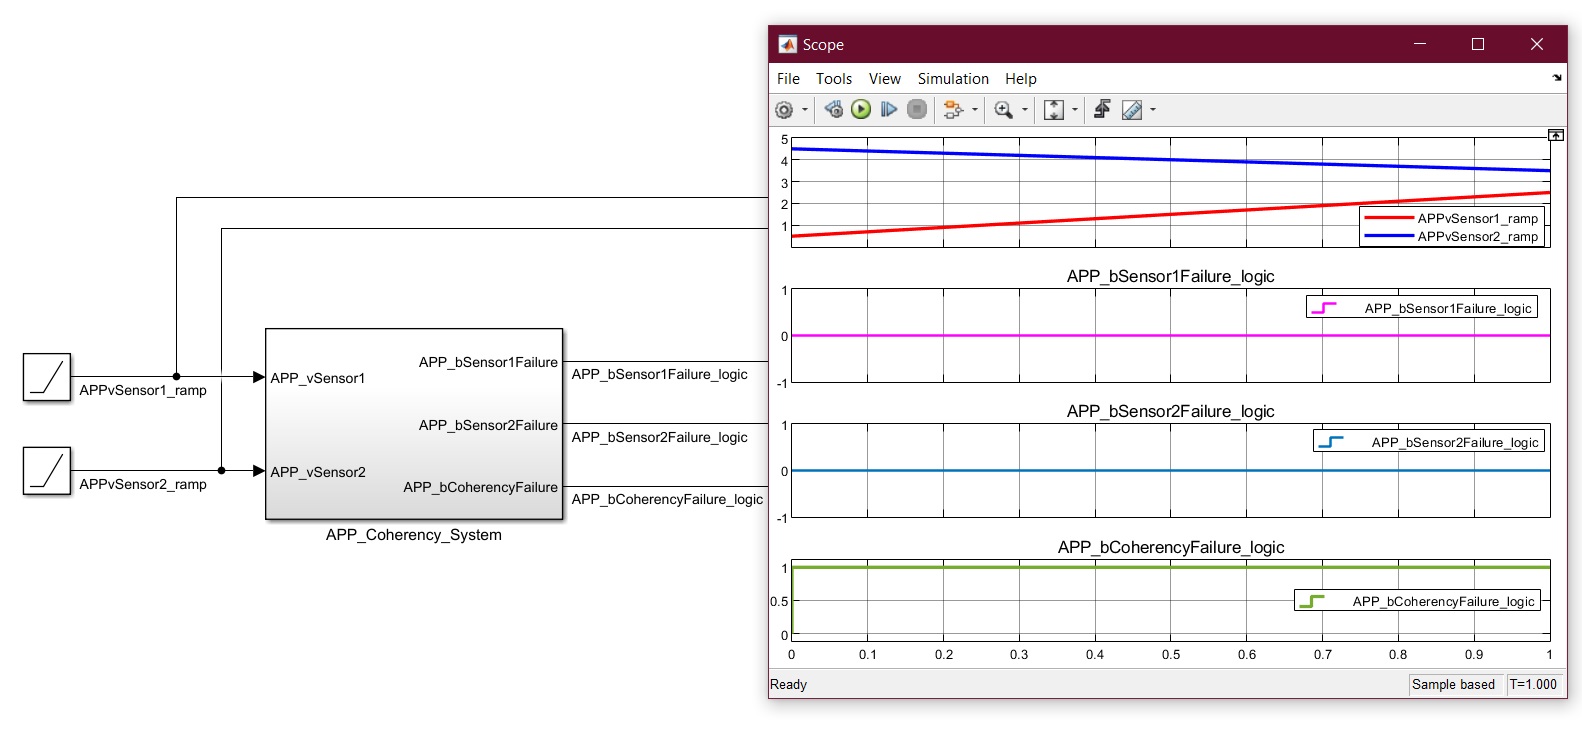 APPvSensor1_ramp
APPvSensor2_ramp
APP_vSensor1
APP_vSensor2
APP_bSensor1Failure
APP_bSensor2Failure
APP_bCoherencyFailure
APP_Coherency_System
APP_bSensor1Failure_logic
APP_bSensor2Failure_logic
APP_bCoherencyFailure_logic
Scope
File Tools View Simulation Help
5
4
3
2
1
APPvSensor1_ramp
APPvSensor2_ramp
APP_bSensor1Failure_logic
1
0
-1
APP_bSensor1Failure_logic
APP_bSensor2Failure_logic
1
0
-1
APP_bSensor2Failure_logic
APP_bCoherencyFailure_logic
1
0.5
0
APP_bCoherencyFailure_logic
0 0.1 0.2 0.3 0.4 0.5 0.6 0.7 0.8 0.9 1
Ready
Sample based T=1.000